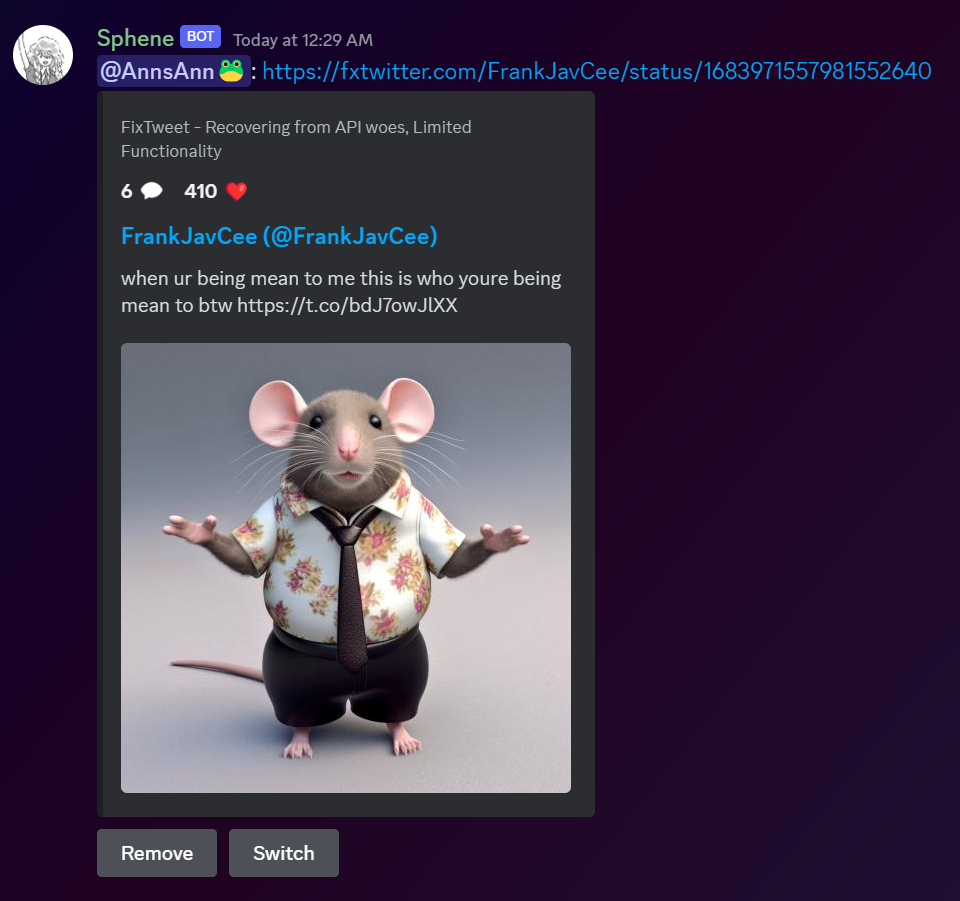 Sphene BOT Today at 12:29 AM
@AnnsAnn🐸: https://fxtwitter.com/FrankJavCee/status/1683971557981552640
FixTweet - Recovering from API woes, Limited
Functionality
6 💬 410 ❤️
FrankJavCee (@FrankJavCee)
when ur being mean to me this is who youre being
mean to btw https://t.co/bdJ7owJlXX
Remove Switch